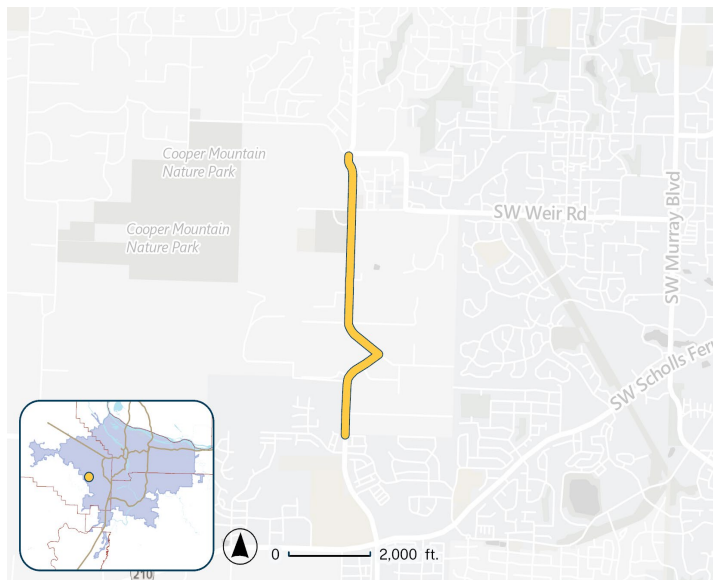 Cooper Mountain
Nature Park
Cooper Mountain
Nature Park
SW Weir Rd
SW Murray Blvd
SW Scholls Fer
0 2,000 ft.
(210)